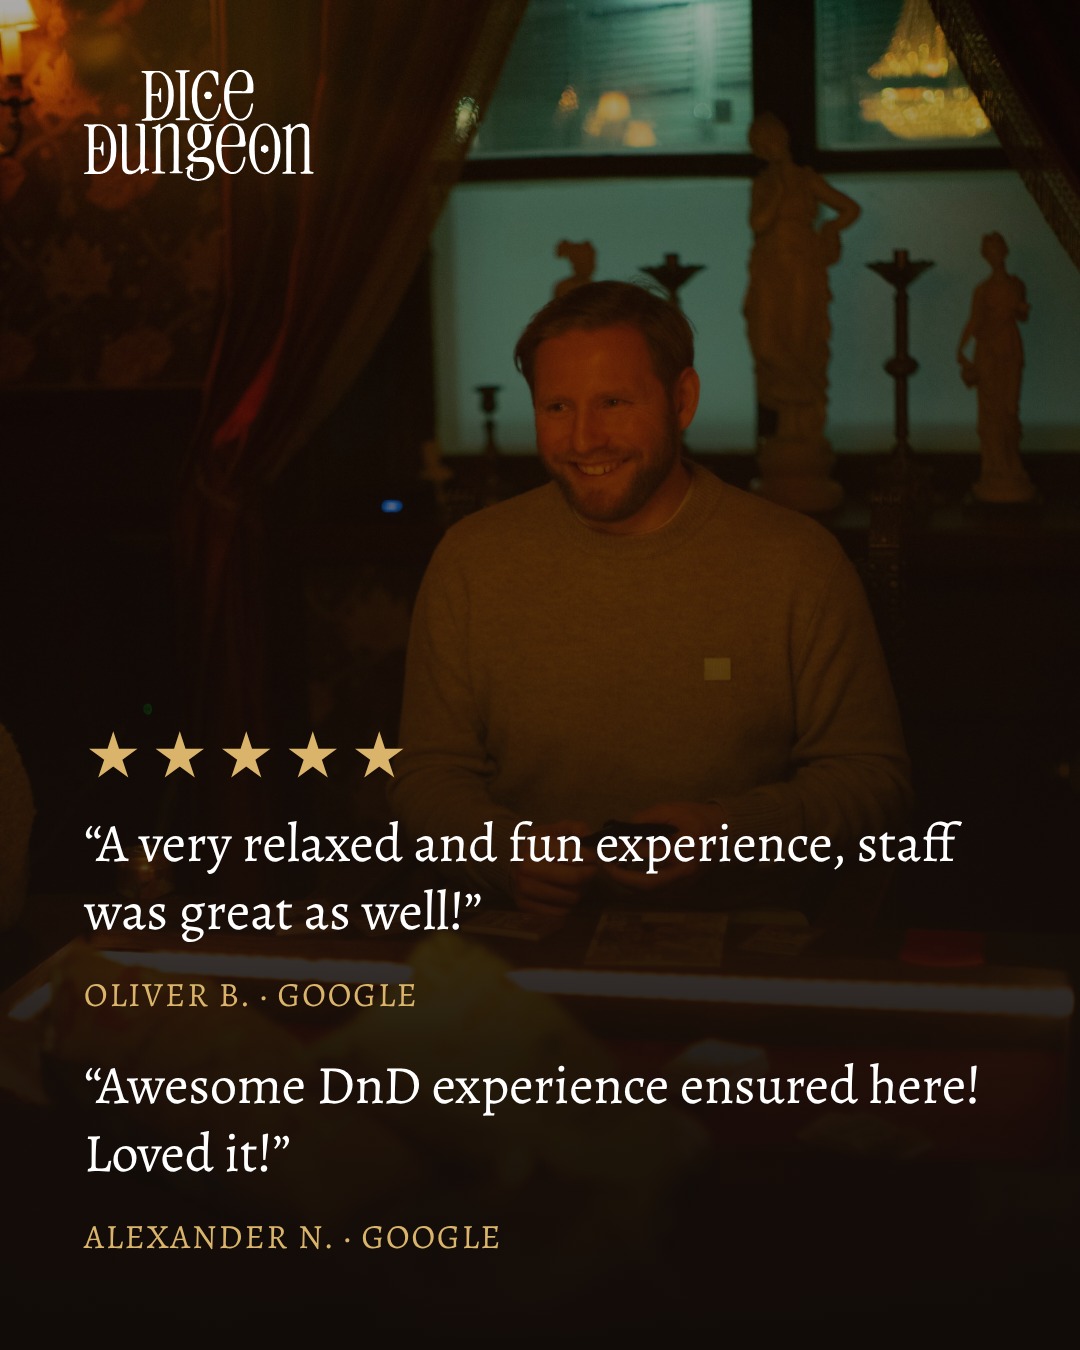 Dice
Dungeon
“A very relaxed and fun experience, staff
was great as well!”
OLIVER B. · GOOGLE
“Awesome DnD experience ensured here!
Loved it!”
ALEXANDER N. · GOOGLE